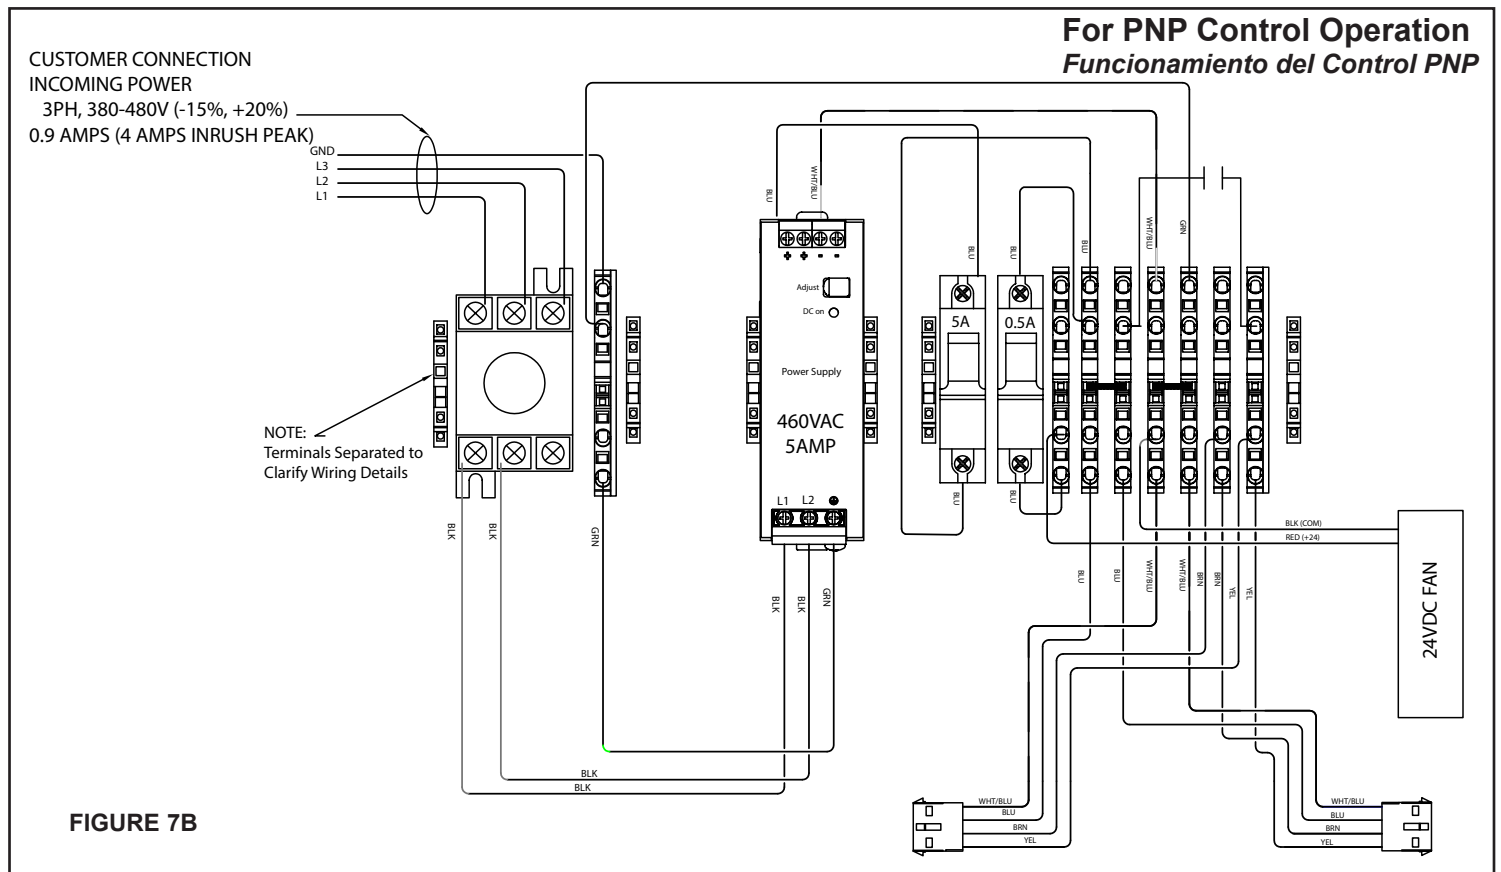 For PNP Control Operation
Funcionamiento del Control PNP
CUSTOMER CONNECTION
INCOMING POWER
3PH, 380-480V (-15%, +20%)
0.9 AMPS (4 AMPS INRUSH PEAK)
GND
L3
L2
L1
BLU
WHT/BLU
BLU
BLU
BLU
WHT/BLU
GRN
+ + - -
Adjust
DC on
5A
0.5A
Power Supply
460VAC
5AMP
NOTE:
Terminals Separated to
Clarify Wiring Details
L1 L2
BLU
BLU
BLK
BLK
GRN
BLK (COM)
RED (+24)
24VDC FAN
BLK
BLK
GRN
BLU
BLU
WHT/BLU
WHT/BLU
BRN
BRN
YEL
YEL
BLK
BLK
WHT/BLU
BLU
BRN
YEL
WHT/BLU
BLU
BRN
YEL
FIGURE 7B